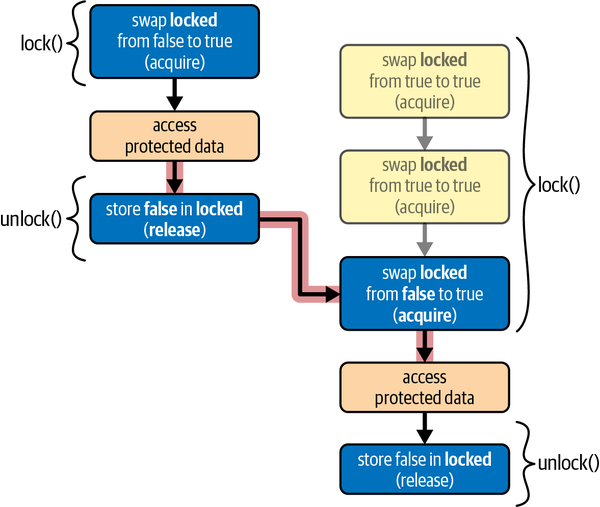 lock()
swap locked
from false to true
(acquire)
access
protected data
unlock()
store false in locked
(release)
swap locked
from true to true
(acquire)
swap locked
from true to true
(acquire)
lock()
swap locked
from false to true
(acquire)
access
protected data
store false in locked
(release)
unlock()